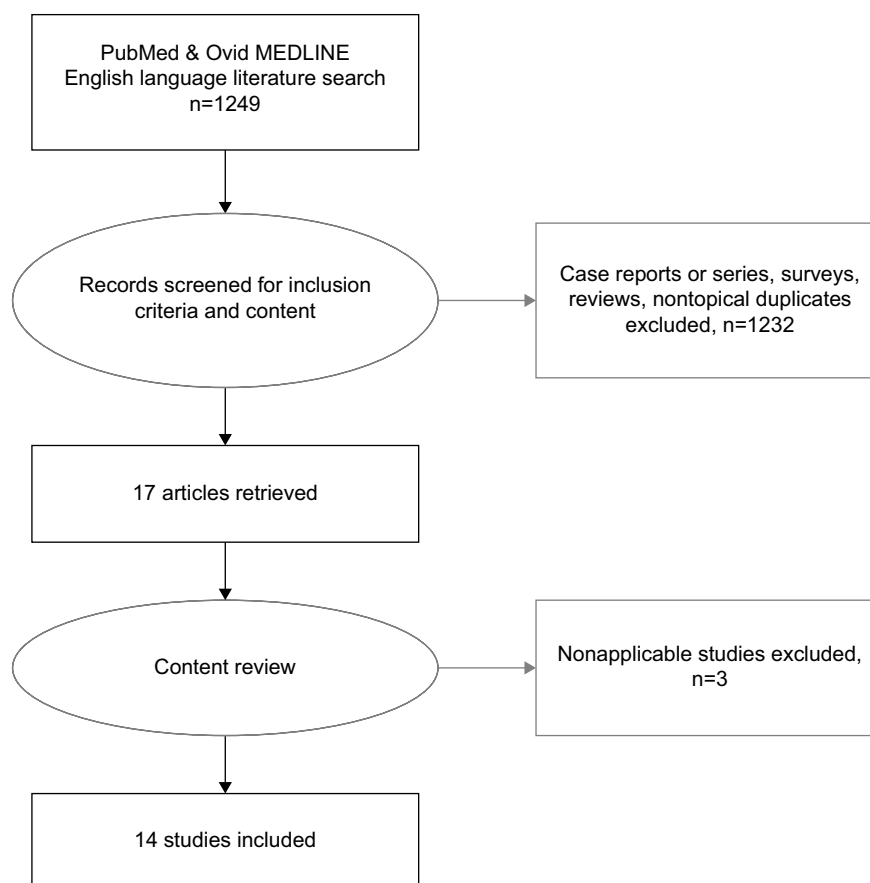 PubMed & Ovid MEDLINE
English language literature search
n=1249
Records screened for inclusion
criteria and content
Case reports or series, surveys,
reviews, nontopical duplicates
excluded, n=1232
17 articles retrieved
Content review
Nonapplicable studies excluded,
n=3
14 studies included